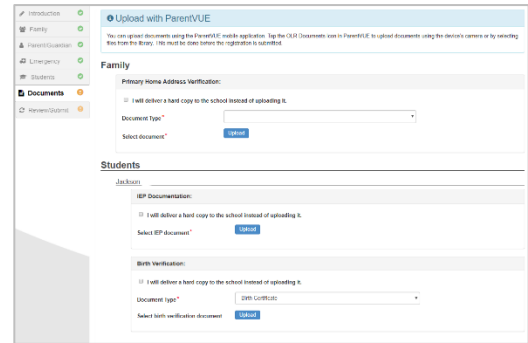 Introduction
Family
Parent/Guardian
Emergency
Students
Documents
Review/Submit
Upload with ParentVUE
You can upload documents using the ParentVUE mobile application. Tap the OLR Documents icon in ParentVUE to upload documents using the device's camera or by selecting
files from the library. This must be done before the registration is submitted.
Family
Primary Home Address Verification:
I will deliver a hard copy to the school instead of uploading it.
Document Type*
Select document*
Upload
Students
Jackson
IEP Documentation:
I will deliver a hard copy to the school instead of uploading it.
Select IEP document*
Upload
Birth Verification:
I will deliver a hard copy to the school instead of uploading it.
Document Type*
Birth Certificate
Select birth verification document
Upload